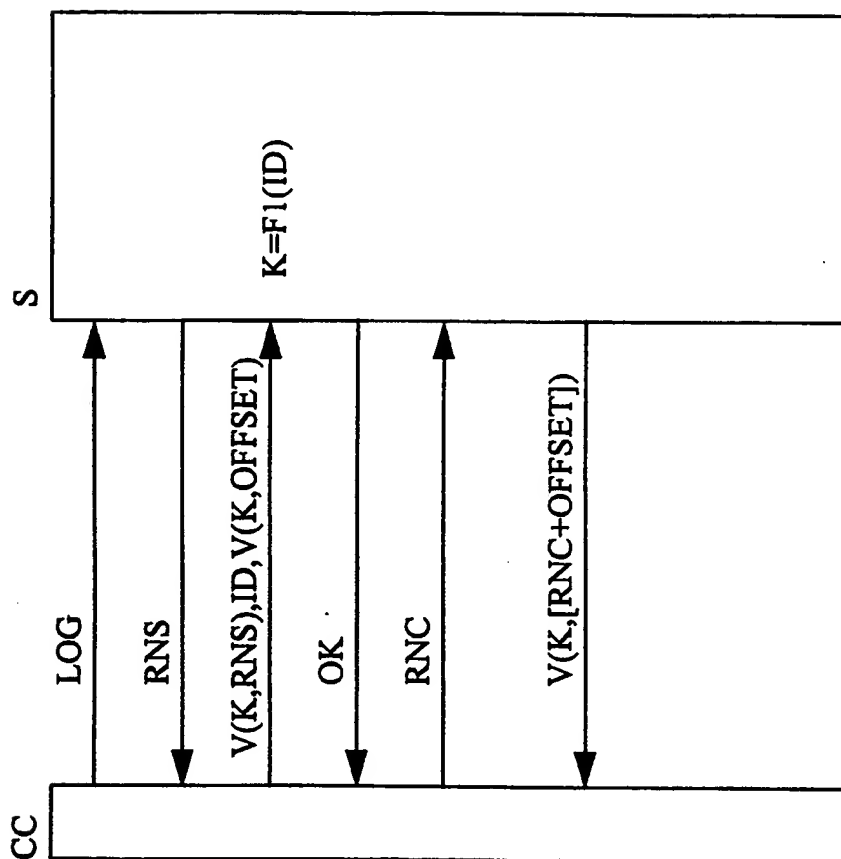 CC
S
LOG
RNS
V(K,RNS),ID,V(K,OFFSET)
K=F1(ID)
OK
RNC
V(K,[RNC+OFFSET])